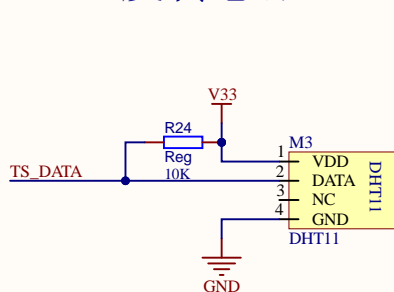 V33
R24
Reg
10K
TS_DATA
M3
1 VDD
2 DATA
3 NC
4 GND
DHT11
DHT11
GND